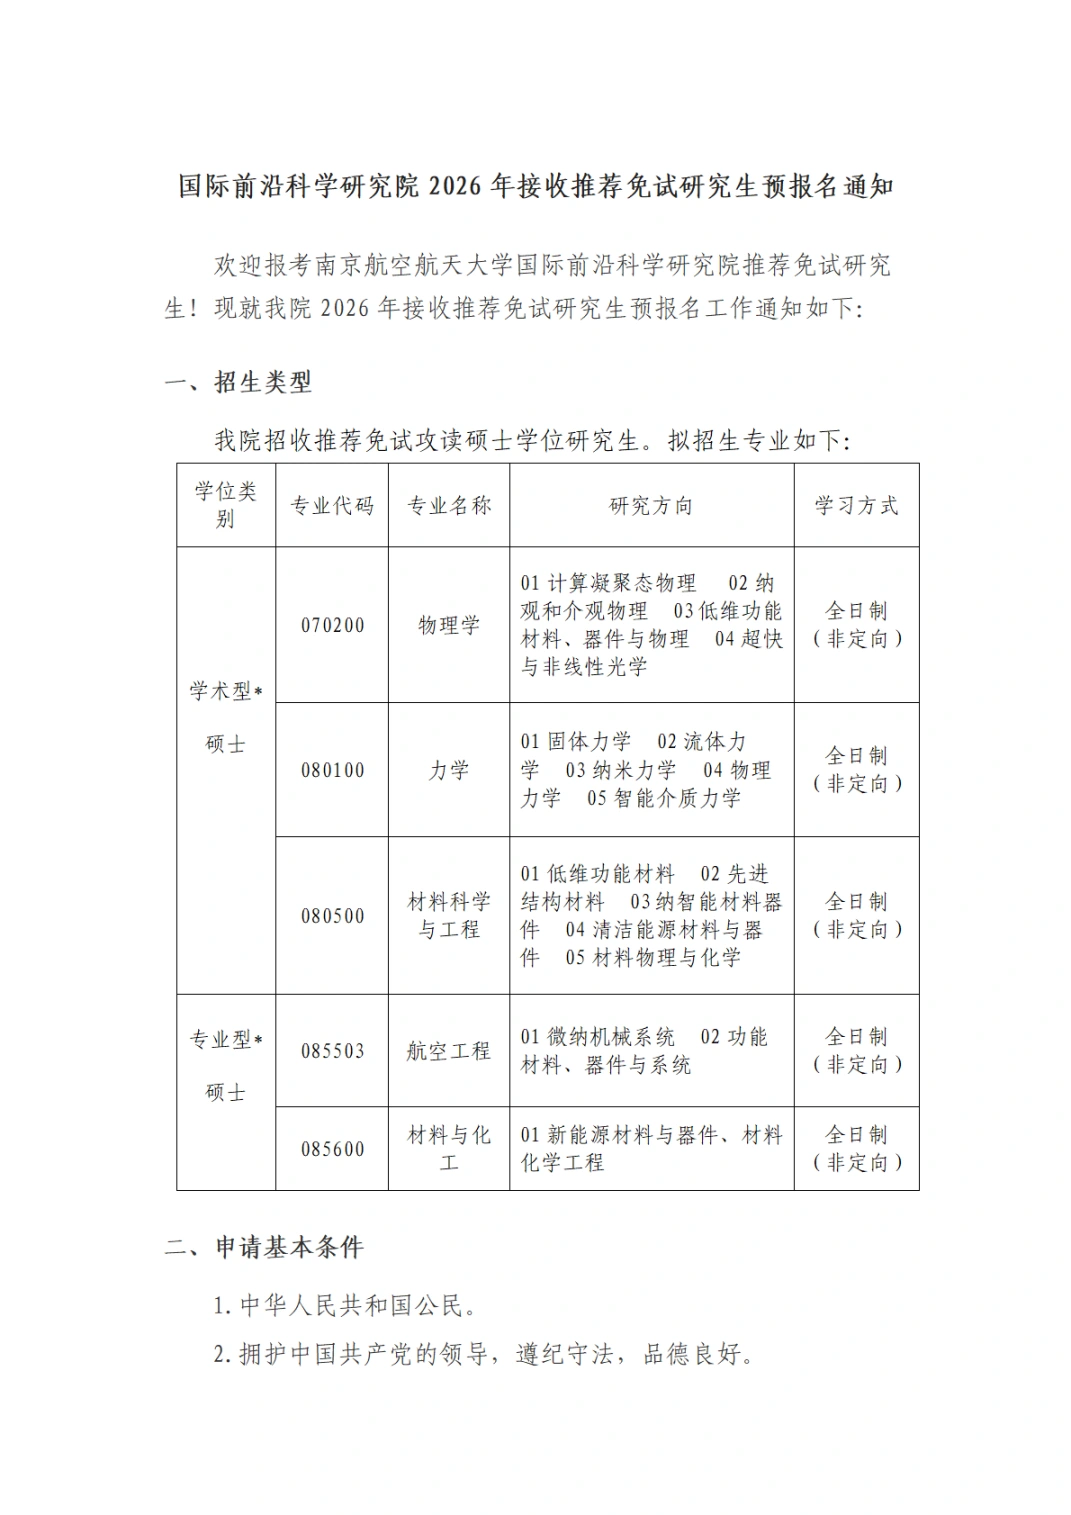 国际前沿科学研究院 2026 年接收推荐免试研究生预报名通知
欢迎报考南京航空航天大学国际前沿科学研究院推荐免试研究
生！现就我院 2026 年接收推荐免试研究生预报名工作通知如下：
一、招生类型
我院招收推荐免试攻读硕士学位研究生。拟招生专业如下：
学位类
别
专业代码
专业名称
研究方向
学习方式
学术型*
硕士
070200
物理学
01 计算凝聚态物理 02 纳
观和介观物理 03 低维功能
材料、器件与物理 04 超快
与非线性光学
全日制
（非定向）
080100
力学
01 固体力学 02 流体力
学 03 纳米力学 04 物理
力学 05 智能介质力学
全日制
（非定向）
080500
材料科学
与工程
01 低维功能材料 02 先进
结构材料 03 纳智能材料器
件 04 清洁能源材料与器
件 05 材料物理与化学
全日制
（非定向）
专业型*
硕士
085503
航空工程
01 微纳机械系统 02 功能
材料、器件与系统
全日制
（非定向）
085600
材料与化
工
01 新能源材料与器件、材料
化学工程
全日制
（非定向）
二、申请基本条件
1. 中华人民共和国公民。
2. 拥护中国共产党的领导，遵纪守法，品德良好。